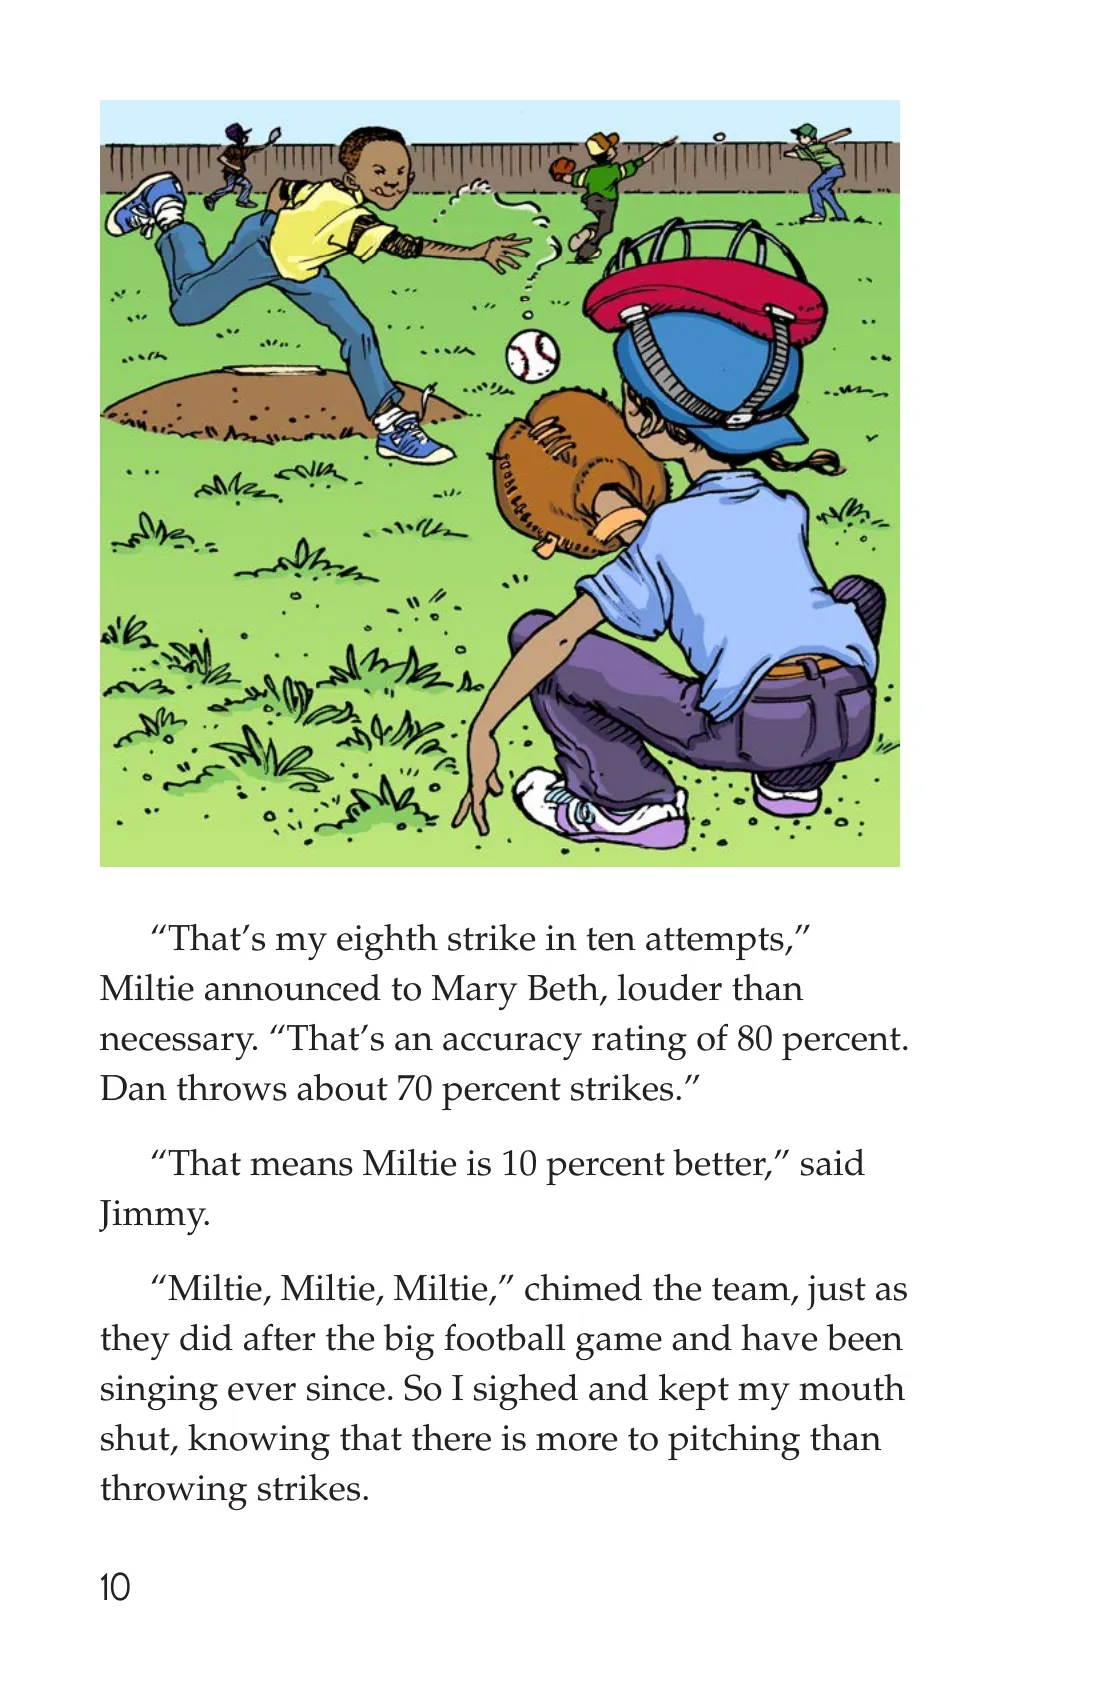 “That’s my eighth strike in ten attempts,”
Miltie announced to Mary Beth, louder than
necessary. “That’s an accuracy rating of 80 percent.
Dan throws about 70 percent strikes.”
“That means Miltie is 10 percent better,” said
Jimmy.
“Miltie, Miltie, Miltie,” chimed the team, just as
they did after the big football game and have been
singing ever since. So I sighed and kept my mouth
shut, knowing that there is more to pitching than
throwing strikes.
10